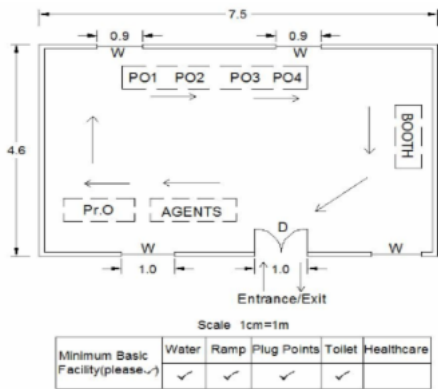 7.5
0.9 0.9
W W
PO1 PO2 PO3 PO4
4.6
BOOTH
Pr.O AGENTS
D
W W
1.0 1.0
Entrance/Exit
Scale 1cm=1m
Minimum Basic Facility(please ✓) Water Ramp Plug Points Toilet Healthcare
✓ ✓ ✓ ✓